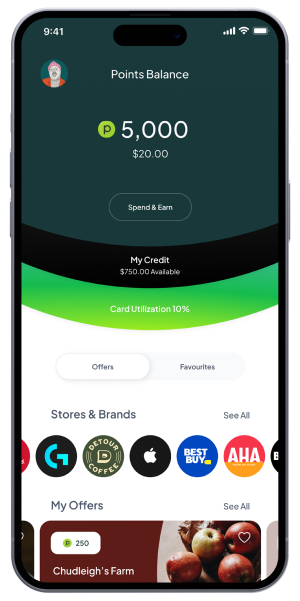 9:41
Points Balance
P 5,000
$20.00
Spend & Earn
My Credit
$750.00 Available
Card Utilization 10%
Offers Favourites
Stores & Brands See All
DETOUR
COFFEE
BEST
BUY
AHA
My Offers See All
P 250
Chudleigh's Farm